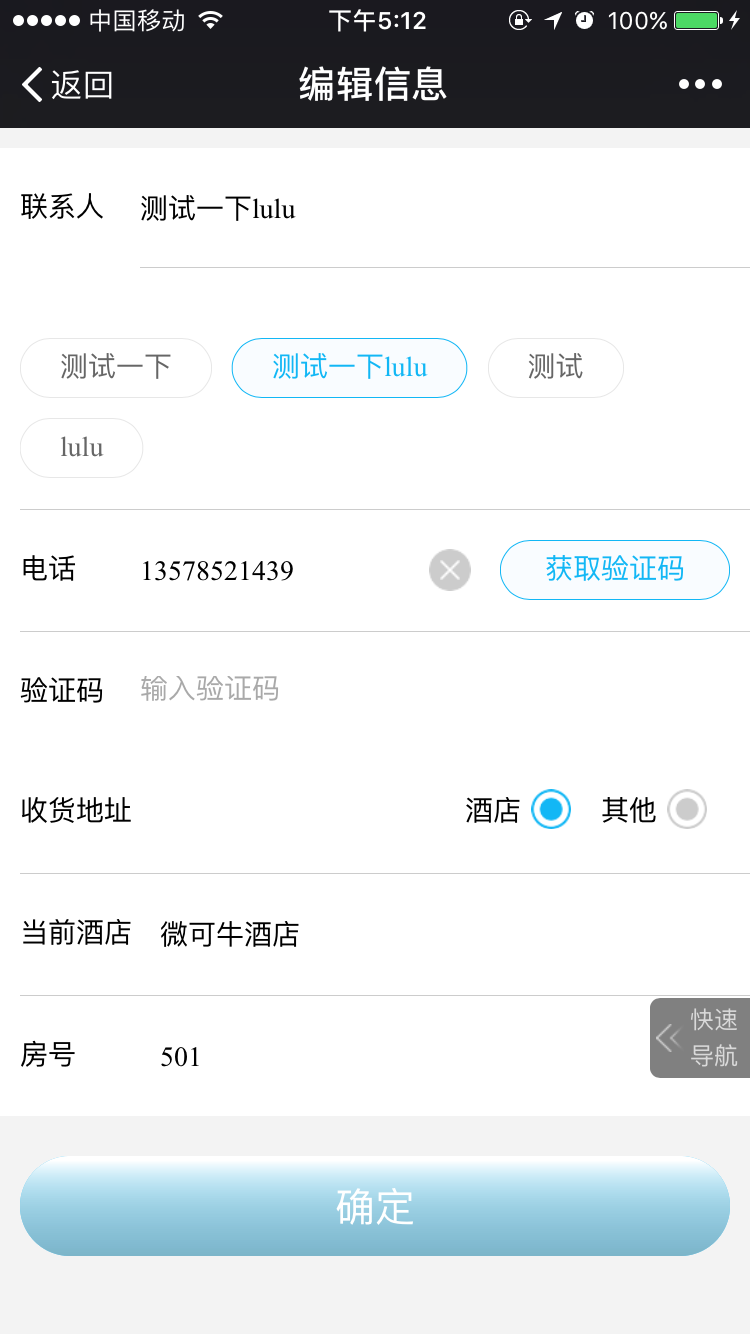 中国移动 下午5:12 100%
返回 编辑信息
联系人 测试一下lulu
测试一下 测试一下lulu 测试
lulu
电话 13578521439 获取验证码
验证码 输入验证码
收货地址 酒店 其他
当前酒店 微可牛酒店
快速
导航
房号 501
确定